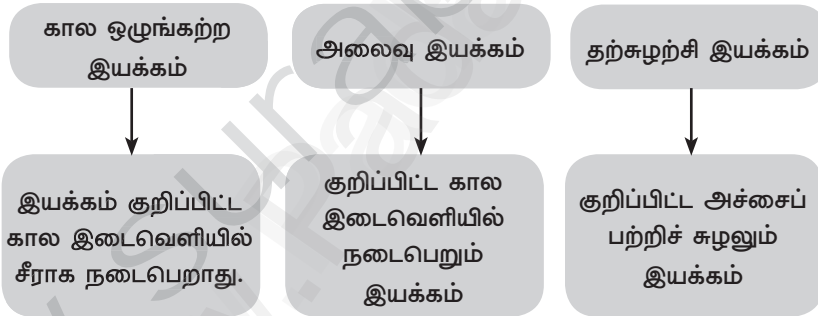 கால ஒழுங்கற்ற
இயக்கம்
அலைவு இயக்கம்
தற்சுழற்சி இயக்கம்
இயக்கம் குறிப்பிட்ட
கால இடைவெளியில்
சீராக நடைபெறாது.
குறிப்பிட்ட கால
இடைவெளியில்
நடைபெறும்
இயக்கம்
குறிப்பிட்ட அச்சைப்
பற்றிச் சுழலும்
இயக்கம்